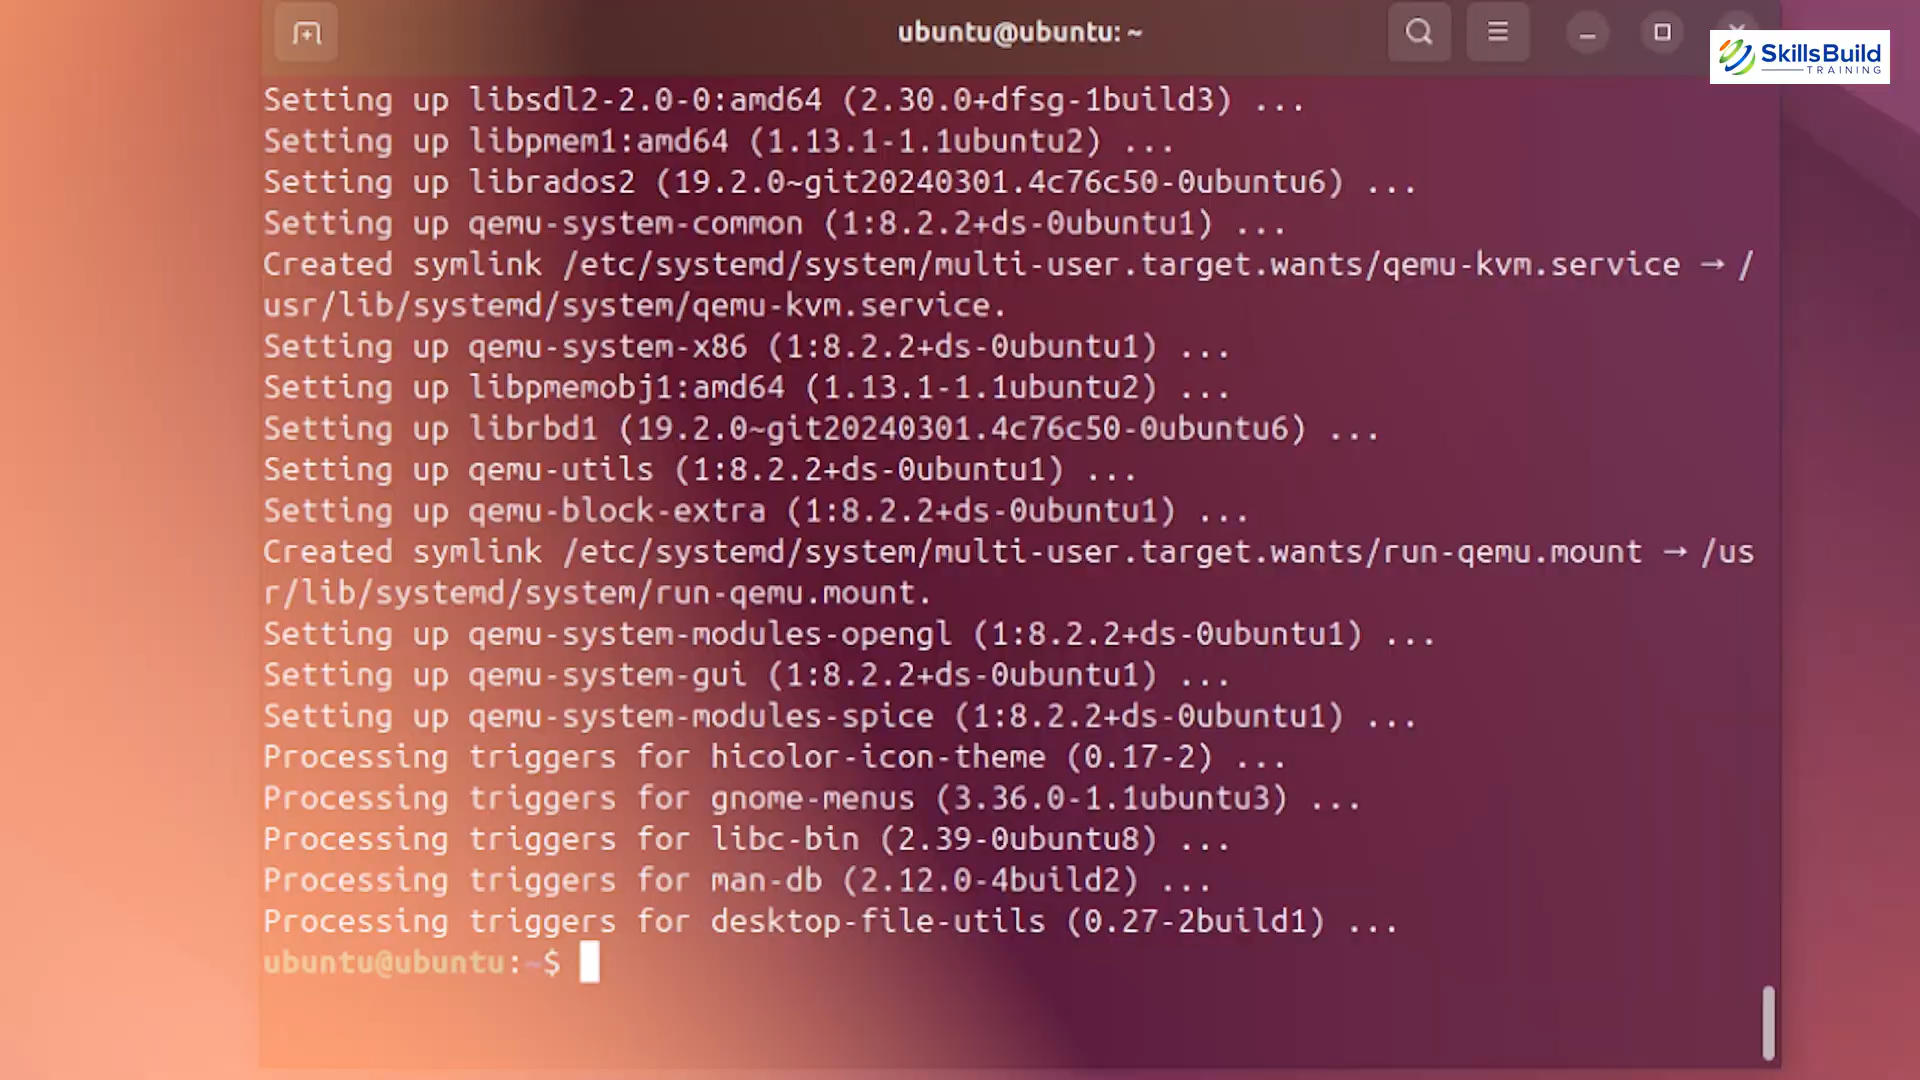 ubuntu@ubuntu: ~
SkillsBuild
TRAINING
Setting up libsdl2-2.0-0:amd64 (2.30.0+dfsg-1build3) ...
Setting up libpmem1:amd64 (1.13.1-1.1ubuntu2) ...
Setting up librados2 (19.2.0~git20240301.4c76c50-0ubuntu6) ...
Setting up qemu-system-common (1:8.2.2+ds-0ubuntu1) ...
Created symlink /etc/systemd/system/multi-user.target.wants/qemu-kvm.service → /
usr/lib/systemd/system/qemu-kvm.service.
Setting up qemu-system-x86 (1:8.2.2+ds-0ubuntu1) ...
Setting up libpmemobj1:amd64 (1.13.1-1.1ubuntu2) ...
Setting up librbd1 (19.2.0~git20240301.4c76c50-0ubuntu6) ...
Setting up qemu-utils (1:8.2.2+ds-0ubuntu1) ...
Setting up qemu-block-extra (1:8.2.2+ds-0ubuntu1) ...
Created symlink /etc/systemd/system/multi-user.target.wants/run-qemu.mount → /us
r/lib/systemd/system/run-qemu.mount.
Setting up qemu-system-modules-opengl (1:8.2.2+ds-0ubuntu1) ...
Setting up qemu-system-gui (1:8.2.2+ds-0ubuntu1) ...
Setting up qemu-system-modules-spice (1:8.2.2+ds-0ubuntu1) ...
Processing triggers for hicolor-icon-theme (0.17-2) ...
Processing triggers for gnome-menus (3.36.0-1.1ubuntu3) ...
Processing triggers for libc-bin (2.39-0ubuntu8) ...
Processing triggers for man-db (2.12.0-4build2) ...
Processing triggers for desktop-file-utils (0.27-2build1) ...
ubuntu@ubuntu:~$